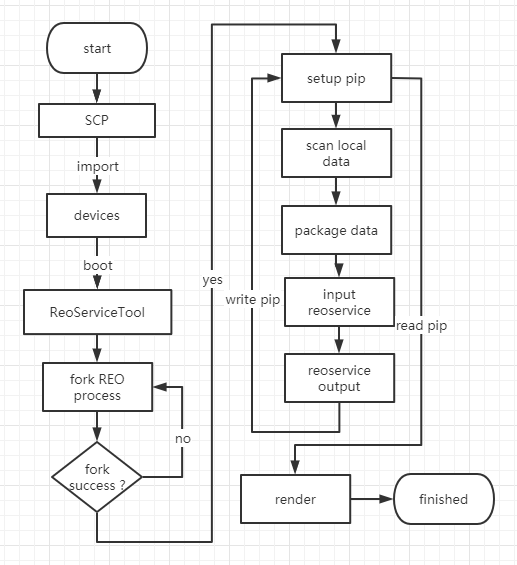 start
SCP
import
devices
boot
ReoServiceTool
fork REO
process
no
fork
success ?
yes
setup pip
scan local
data
package data
input
reoservice
write pip
read pip
reoservice
output
render
finished